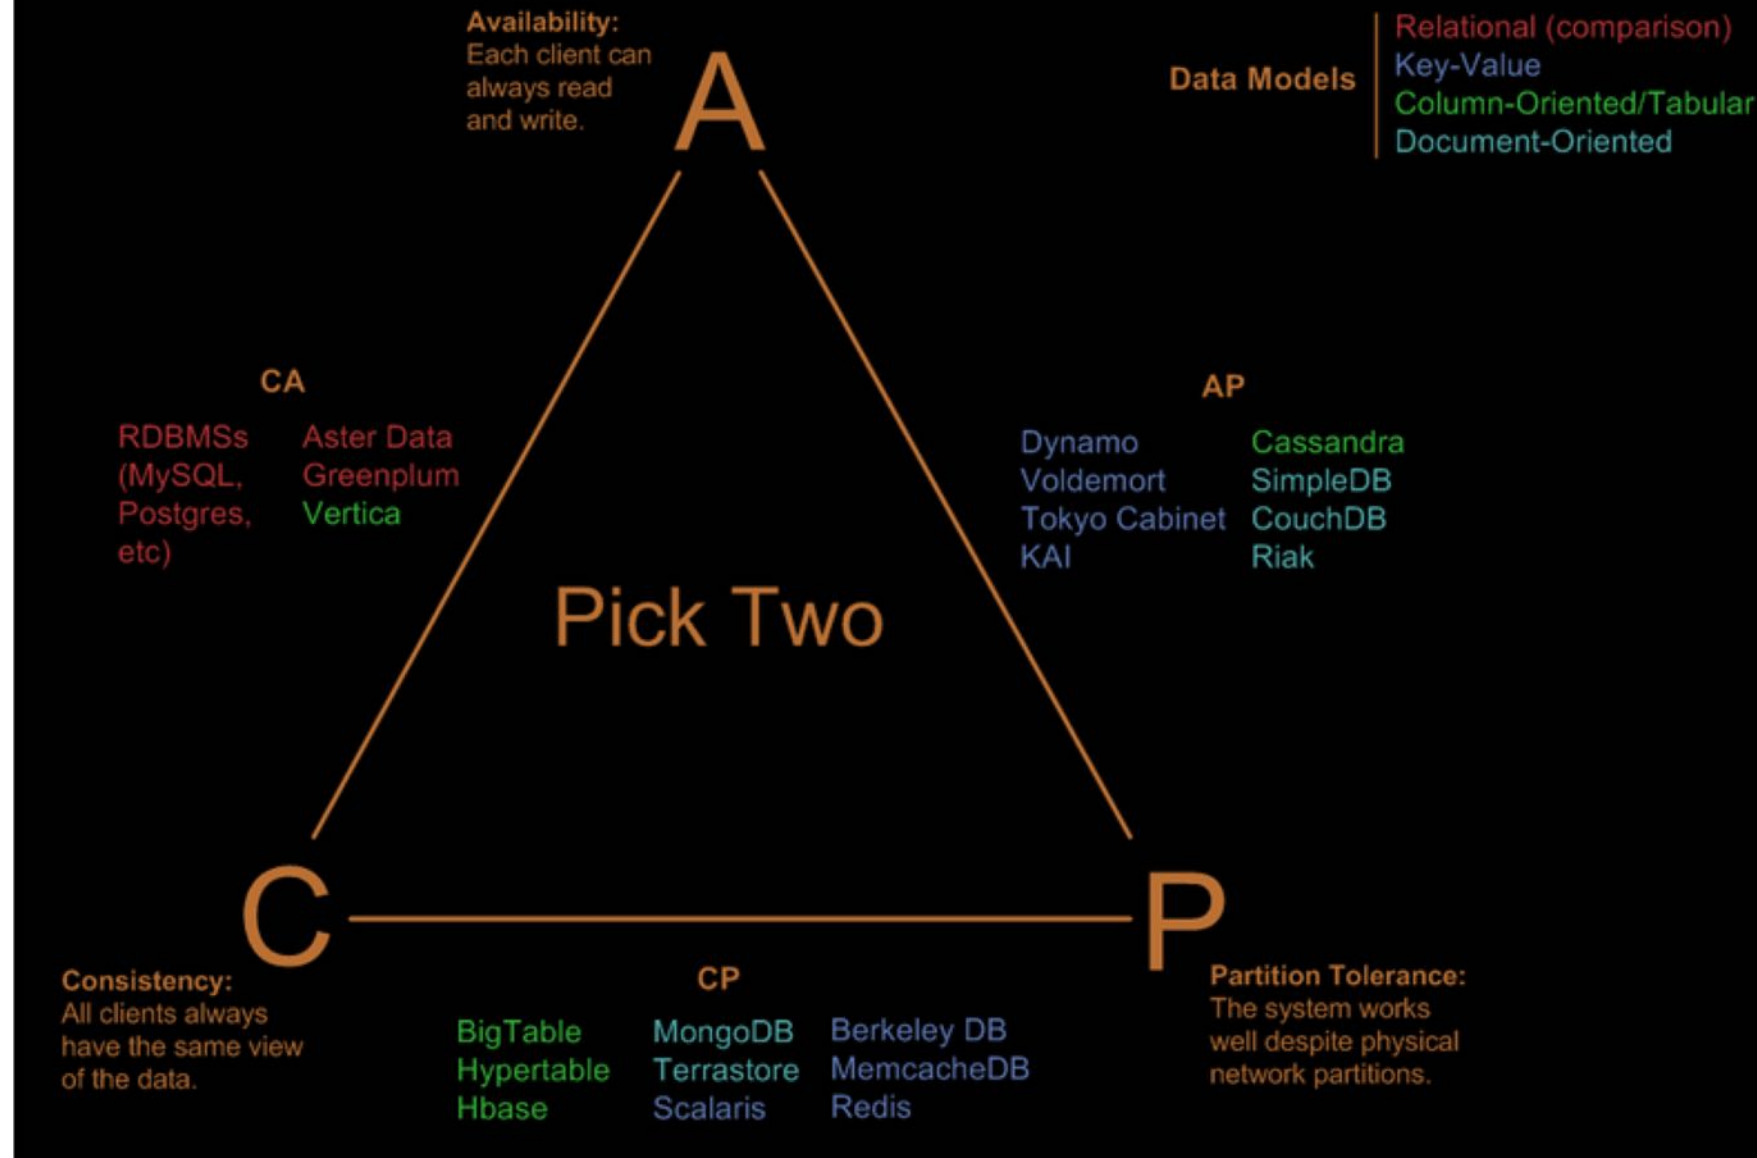 Availability:
Each client can
always read
and write.
A
Data Models
Relational (comparison)
Key-Value
Column-Oriented/Tabular
Document-Oriented
CA
RDBMSs
(MySQL,
Postgres,
etc)
Aster Data
Greenplum
Vertica
AP
Dynamo
Voldemort
Tokyo Cabinet
KAI
Cassandra
SimpleDB
CouchDB
Riak
Pick Two
C
P
Consistency:
All clients always
have the same view
of the data.
CP
BigTable
Hypertable
Hbase
MongoDB
Terrastore
Scalaris
Berkeley DB
MemcacheDB
Redis
Partition Tolerance:
The system works
well despite physical
network partitions.